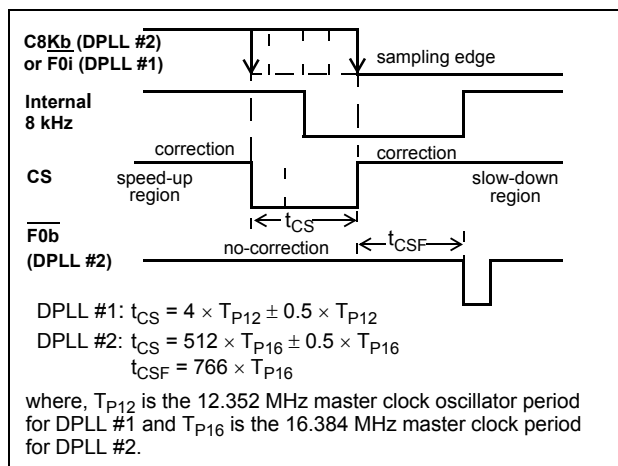 C8Kb (DPLL #2)
or F0i (DPLL #1)
sampling edge
Internal
8 kHz
correction
correction
CS
speed-up
region
slow-down
region
tCS
F0b
(DPLL #2)
no-correction
tCSF
DPLL #1: tCS = 4 × TP12 ± 0.5 × TP12
DPLL #2: tCS = 512 × TP16 ± 0.5 × TP16
tCSF = 766 × TP16
where, TP12 is the 12.352 MHz master clock oscillator period
for DPLL #1 and TP16 is the 16.384 MHz master clock period
for DPLL #2.